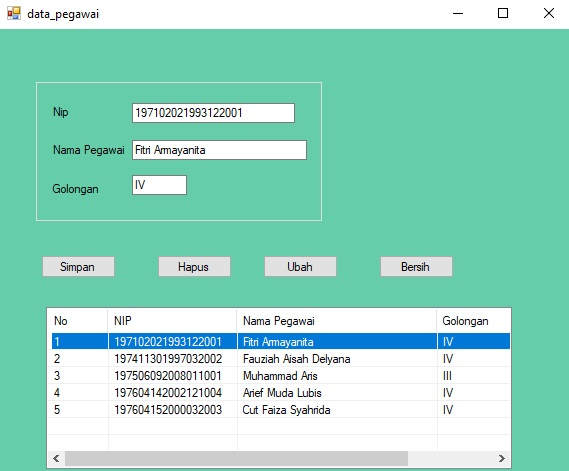 data_pegawai
Nip 197102021993122001
Nama Pegawai Fitri Armayanita
Golongan IV
Simpan Hapus Ubah Bersih
No NIP Nama Pegawai Golongan
1 197102021993122001 Fitri Armayanita IV
2 197411301997032002 Fauziah Aisah Delyana IV
3 197506092008011001 Muhammad Aris III
4 197604142002121004 Arief Muda Lubis IV
5 197604152000032003 Cut Faiza Syahrida IV